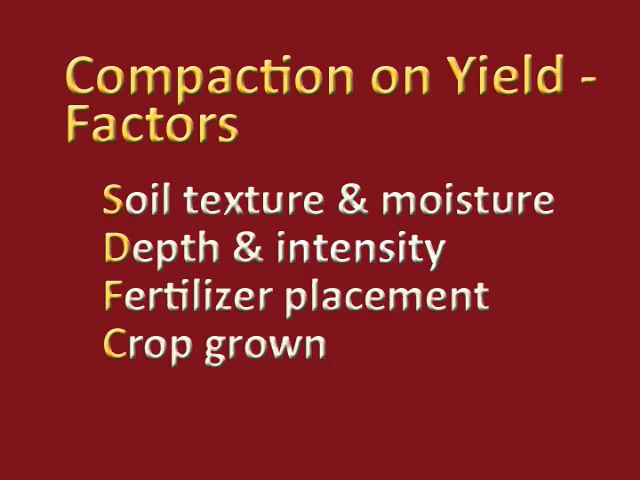 Compaction on Yield -
Factors
Soil texture & moisture
Depth & intensity
Fertilizer placement
Crop grown